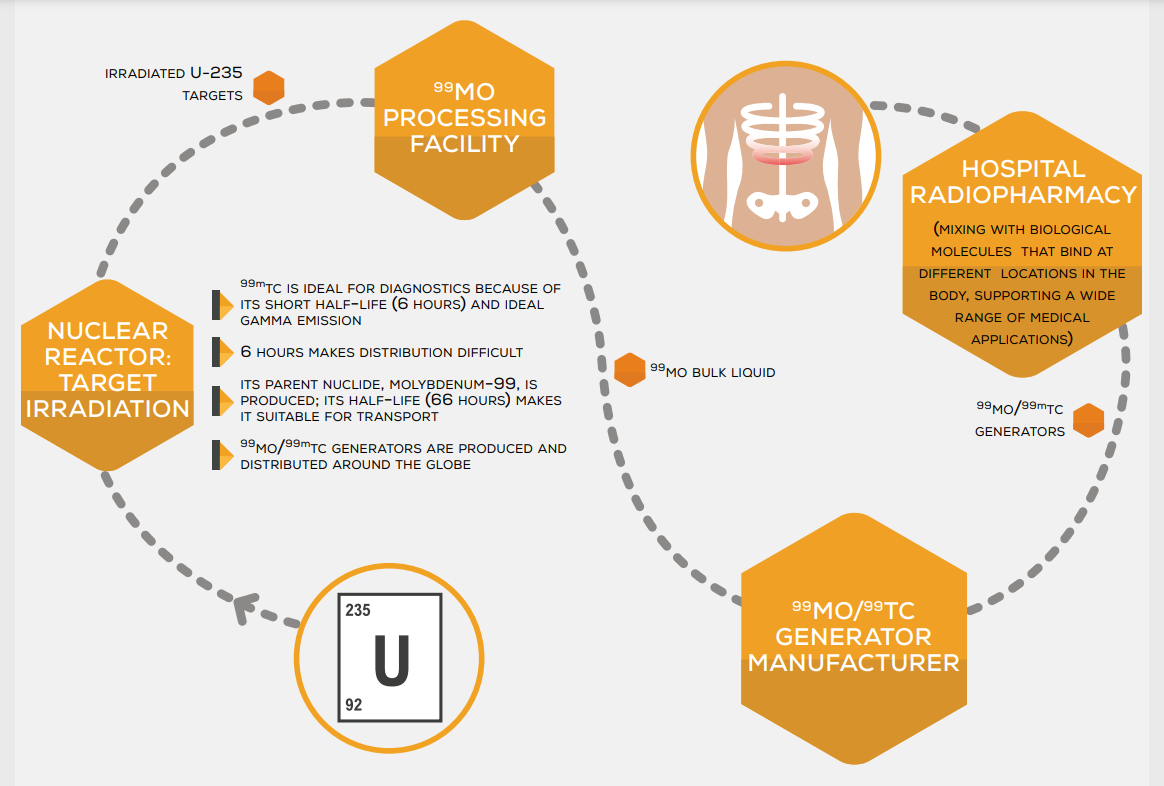 IRRADIATED U-235
TARGETS
⁹⁹MO
PROCESSING
FACILITY
HOSPITAL
RADIOPHARMACY
(MIXING WITH BIOLOGICAL
MOLECULES THAT BIND AT
DIFFERENT LOCATIONS IN THE
BODY, SUPPORTING A WIDE
RANGE OF MEDICAL
APPLICATIONS)
NUCLEAR
REACTOR:
TARGET
IRRADIATION
⁹⁹ᵐTC IS IDEAL FOR DIAGNOSTICS BECAUSE OF
ITS SHORT HALF-LIFE (6 HOURS) AND IDEAL
GAMMA EMISSION
6 HOURS MAKES DISTRIBUTION DIFFICULT
ITS PARENT NUCLIDE, MOLYBDENUM-99, IS
PRODUCED; ITS HALF-LIFE (66 HOURS) MAKES
IT SUITABLE FOR TRANSPORT
⁹⁹MO/⁹⁹ᵐTC GENERATORS ARE PRODUCED AND
DISTRIBUTED AROUND THE GLOBE
⁹⁹MO BULK LIQUID
⁹⁹MO/⁹⁹ᵐTC
GENERATORS
235
U
92
⁹⁹MO/⁹⁹TC
GENERATOR
MANUFACTURER